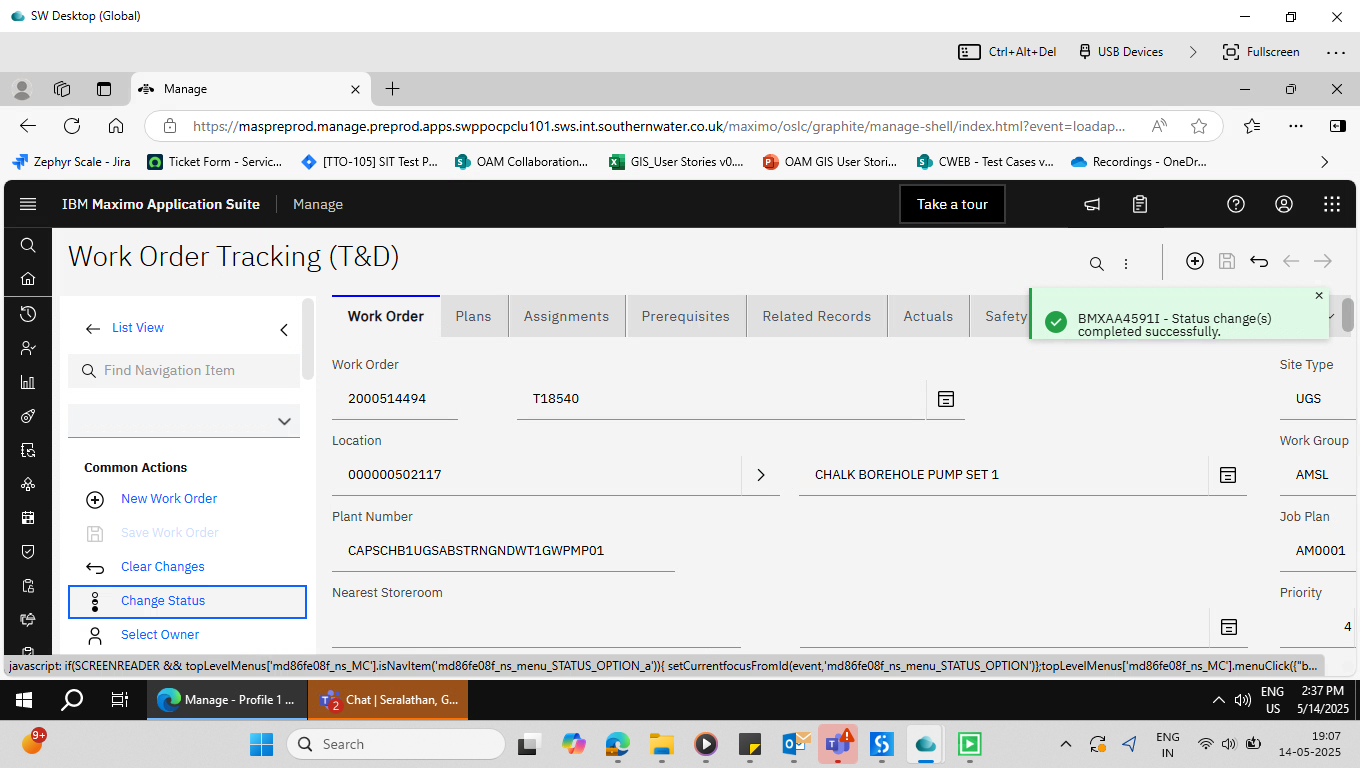 SW Desktop (Global)
Ctrl+Alt+Del USB Devices Fullscreen
Manage
https://maspreprod.manage.preprod.apps.swppocpclu101.sws.int.southernwater.co.uk/maximo/oslc/graphite/manage-shell/index.html?event=loadap...
Zephyr Scale - Jira Ticket Form - Servic... [TTO-105] SIT Test P... OAM Collaboration... GIS_User Stories v0.... OAM GIS User Stori... CWEB - Test Cases v... Recordings - OneDr...
IBM Maximo Application Suite Manage Take a tour
Work Order Tracking (T&D)
List View
Find Navigation Item
Common Actions
New Work Order
Save Work Order
Clear Changes
Change Status
Select Owner
Work Order Plans Assignments Prerequisites Related Records Actuals Safety
BMXAA4591I - Status change(s)
completed successfully.
Work Order Site Type
2000514494 T18540 UGS
Location Work Group
000000502117 CHALK BOREHOLE PUMP SET 1 AMSL
Plant Number Job Plan
CAPSCHB1UGSABSTRNGNDWT1GWPMP01 AM0001
Nearest Storeroom Priority
4
javascript: if(SCREENREADER && topLevelMenus['md86fe08f_ns_MC'].isNavItem('md86fe08f_ns_menu_STATUS_OPTION_a')){ setCurrentfocusFromId(event,'md86fe08f_ns_menu_STATUS_OPTION')};topLevelMenus['md86fe08f_ns_MC'].menuClick({"b...
Manage - Profile 1 ... 2 Chat | Seralathan, G... ENG
US 2:37 PM
5/14/2025
9+ Search ENG
IN 19:07
14-05-2025